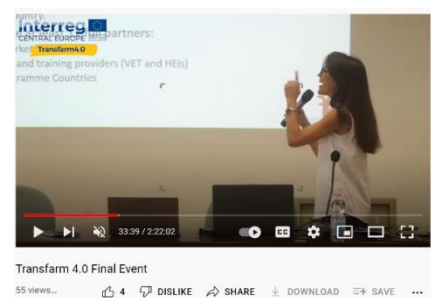 Interreg
CENTRAL EUROPE
Transfarm4.0
partners:
and training providers (VET and HEIs)
ramme Countries
33:39 / 2:22:02
CC
Transfarm 4.0 Final Event
55 views...
4 DISLIKE SHARE DOWNLOAD SAVE ...